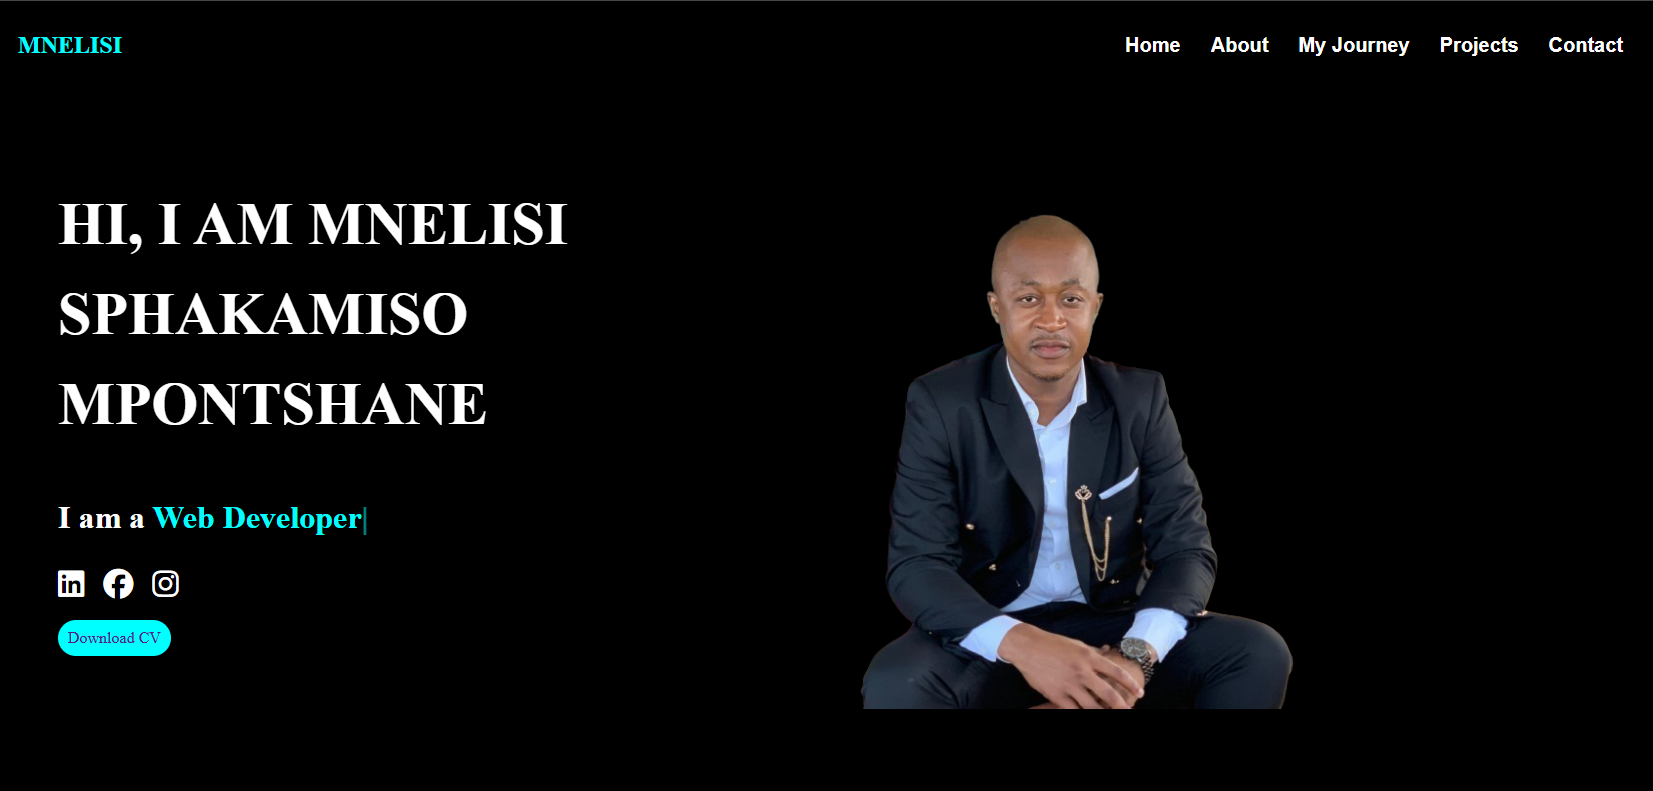 MNELISI
Home About My Journey Projects Contact
HI, I AM MNELISI
SPHAKAMISO
MPONTSHANE
I am a Web Developer|
Download CV